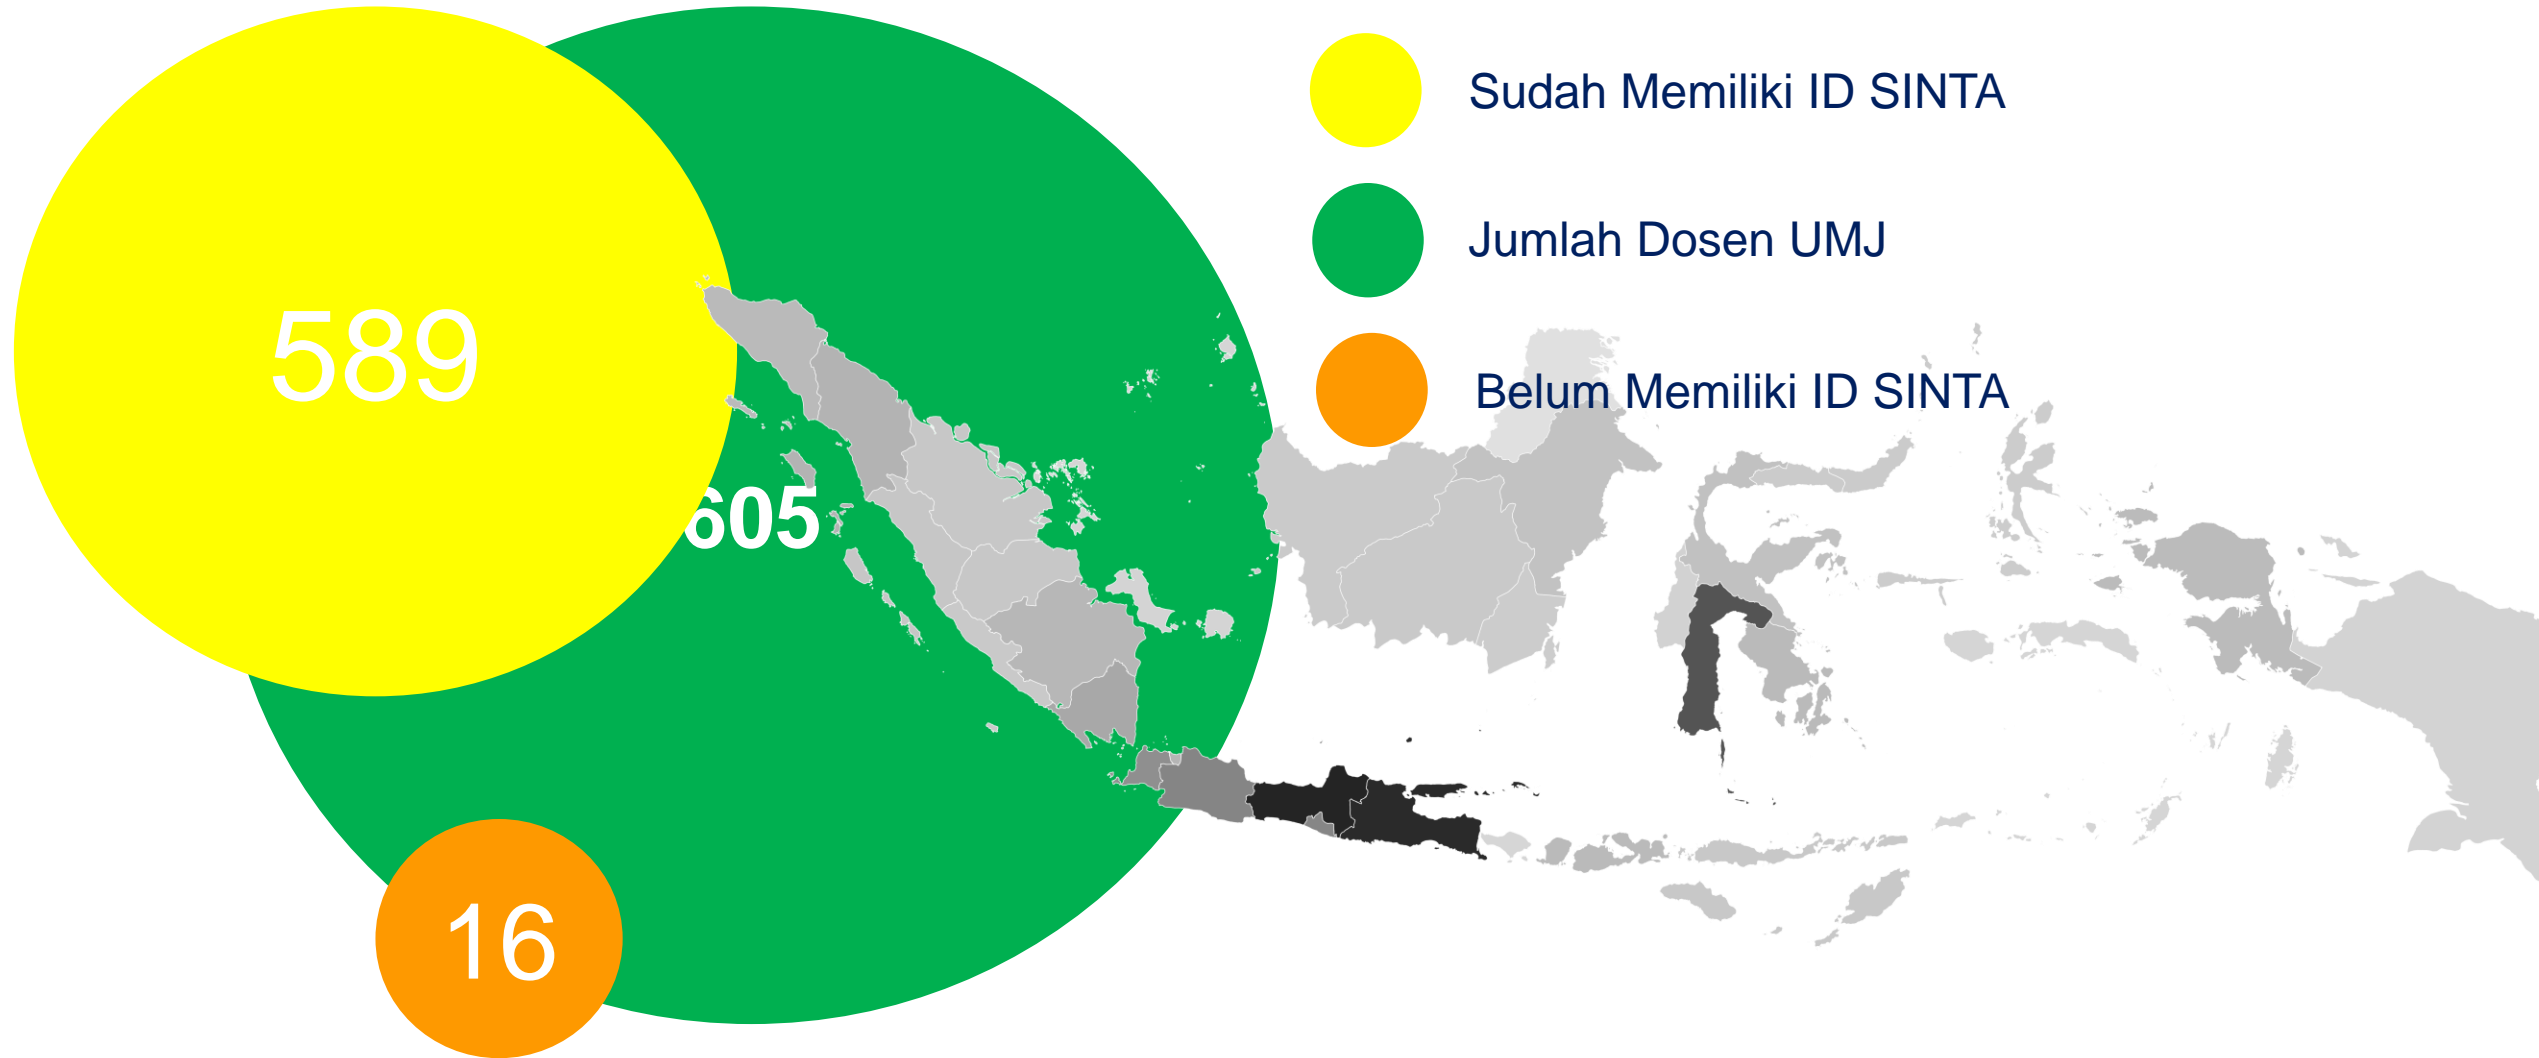 Sudah Memiliki ID SINTA
Jumlah Dosen UMJ
589
Belum Memiliki ID SINTA
605
16